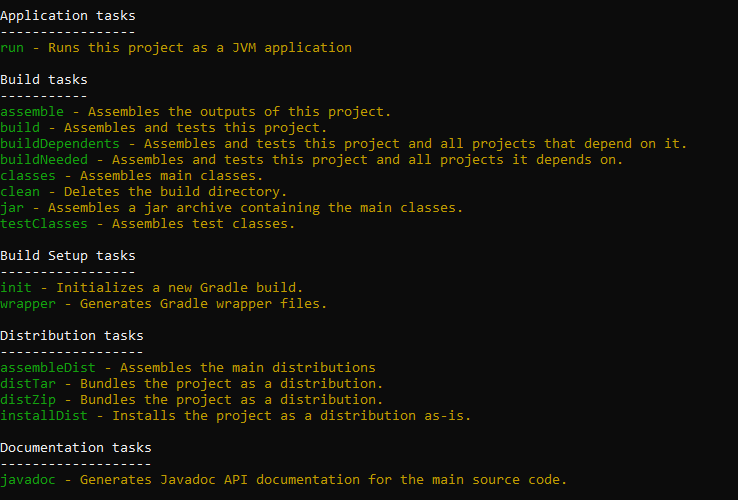 Application tasks
-----------------
run - Runs this project as a JVM application
Build tasks
-----------
assemble - Assembles the outputs of this project.
build - Assembles and tests this project.
buildDependents - Assembles and tests this project and all projects that depend on it.
buildNeeded - Assembles and tests this project and all projects it depends on.
classes - Assembles main classes.
clean - Deletes the build directory.
jar - Assembles a jar archive containing the main classes.
testClasses - Assembles test classes.
Build Setup tasks
-----------------
init - Initializes a new Gradle build.
wrapper - Generates Gradle wrapper files.
Distribution tasks
------------------
assembleDist - Assembles the main distributions
distTar - Bundles the project as a distribution.
distZip - Bundles the project as a distribution.
installDist - Installs the project as a distribution as-is.
Documentation tasks
-------------------
javadoc - Generates Javadoc API documentation for the main source code.